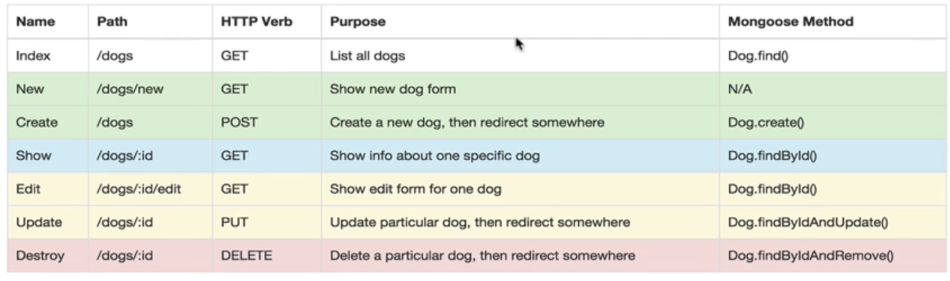 Name Path HTTP Verb Purpose Mongoose Method
Index /dogs GET List all dogs Dog.find()
New /dogs/new GET Show new dog form N/A
Create /dogs POST Create a new dog, then redirect somewhere Dog.create()
Show /dogs/:id GET Show info about one specific dog Dog.findById()
Edit /dogs/:id/edit GET Show edit form for one dog Dog.findById()
Update /dogs/:id PUT Update particular dog, then redirect somewhere Dog.findByIdAndUpdate()
Destroy /dogs/:id DELETE Delete a particular dog, then redirect somewhere Dog.findByIdAndRemove()